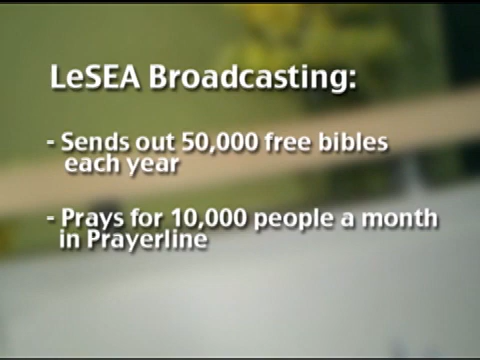 LeSEA Broadcasting:
- Sends out 50,000 free bibles
each year
- Prays for 10,000 people a month
in Prayerline